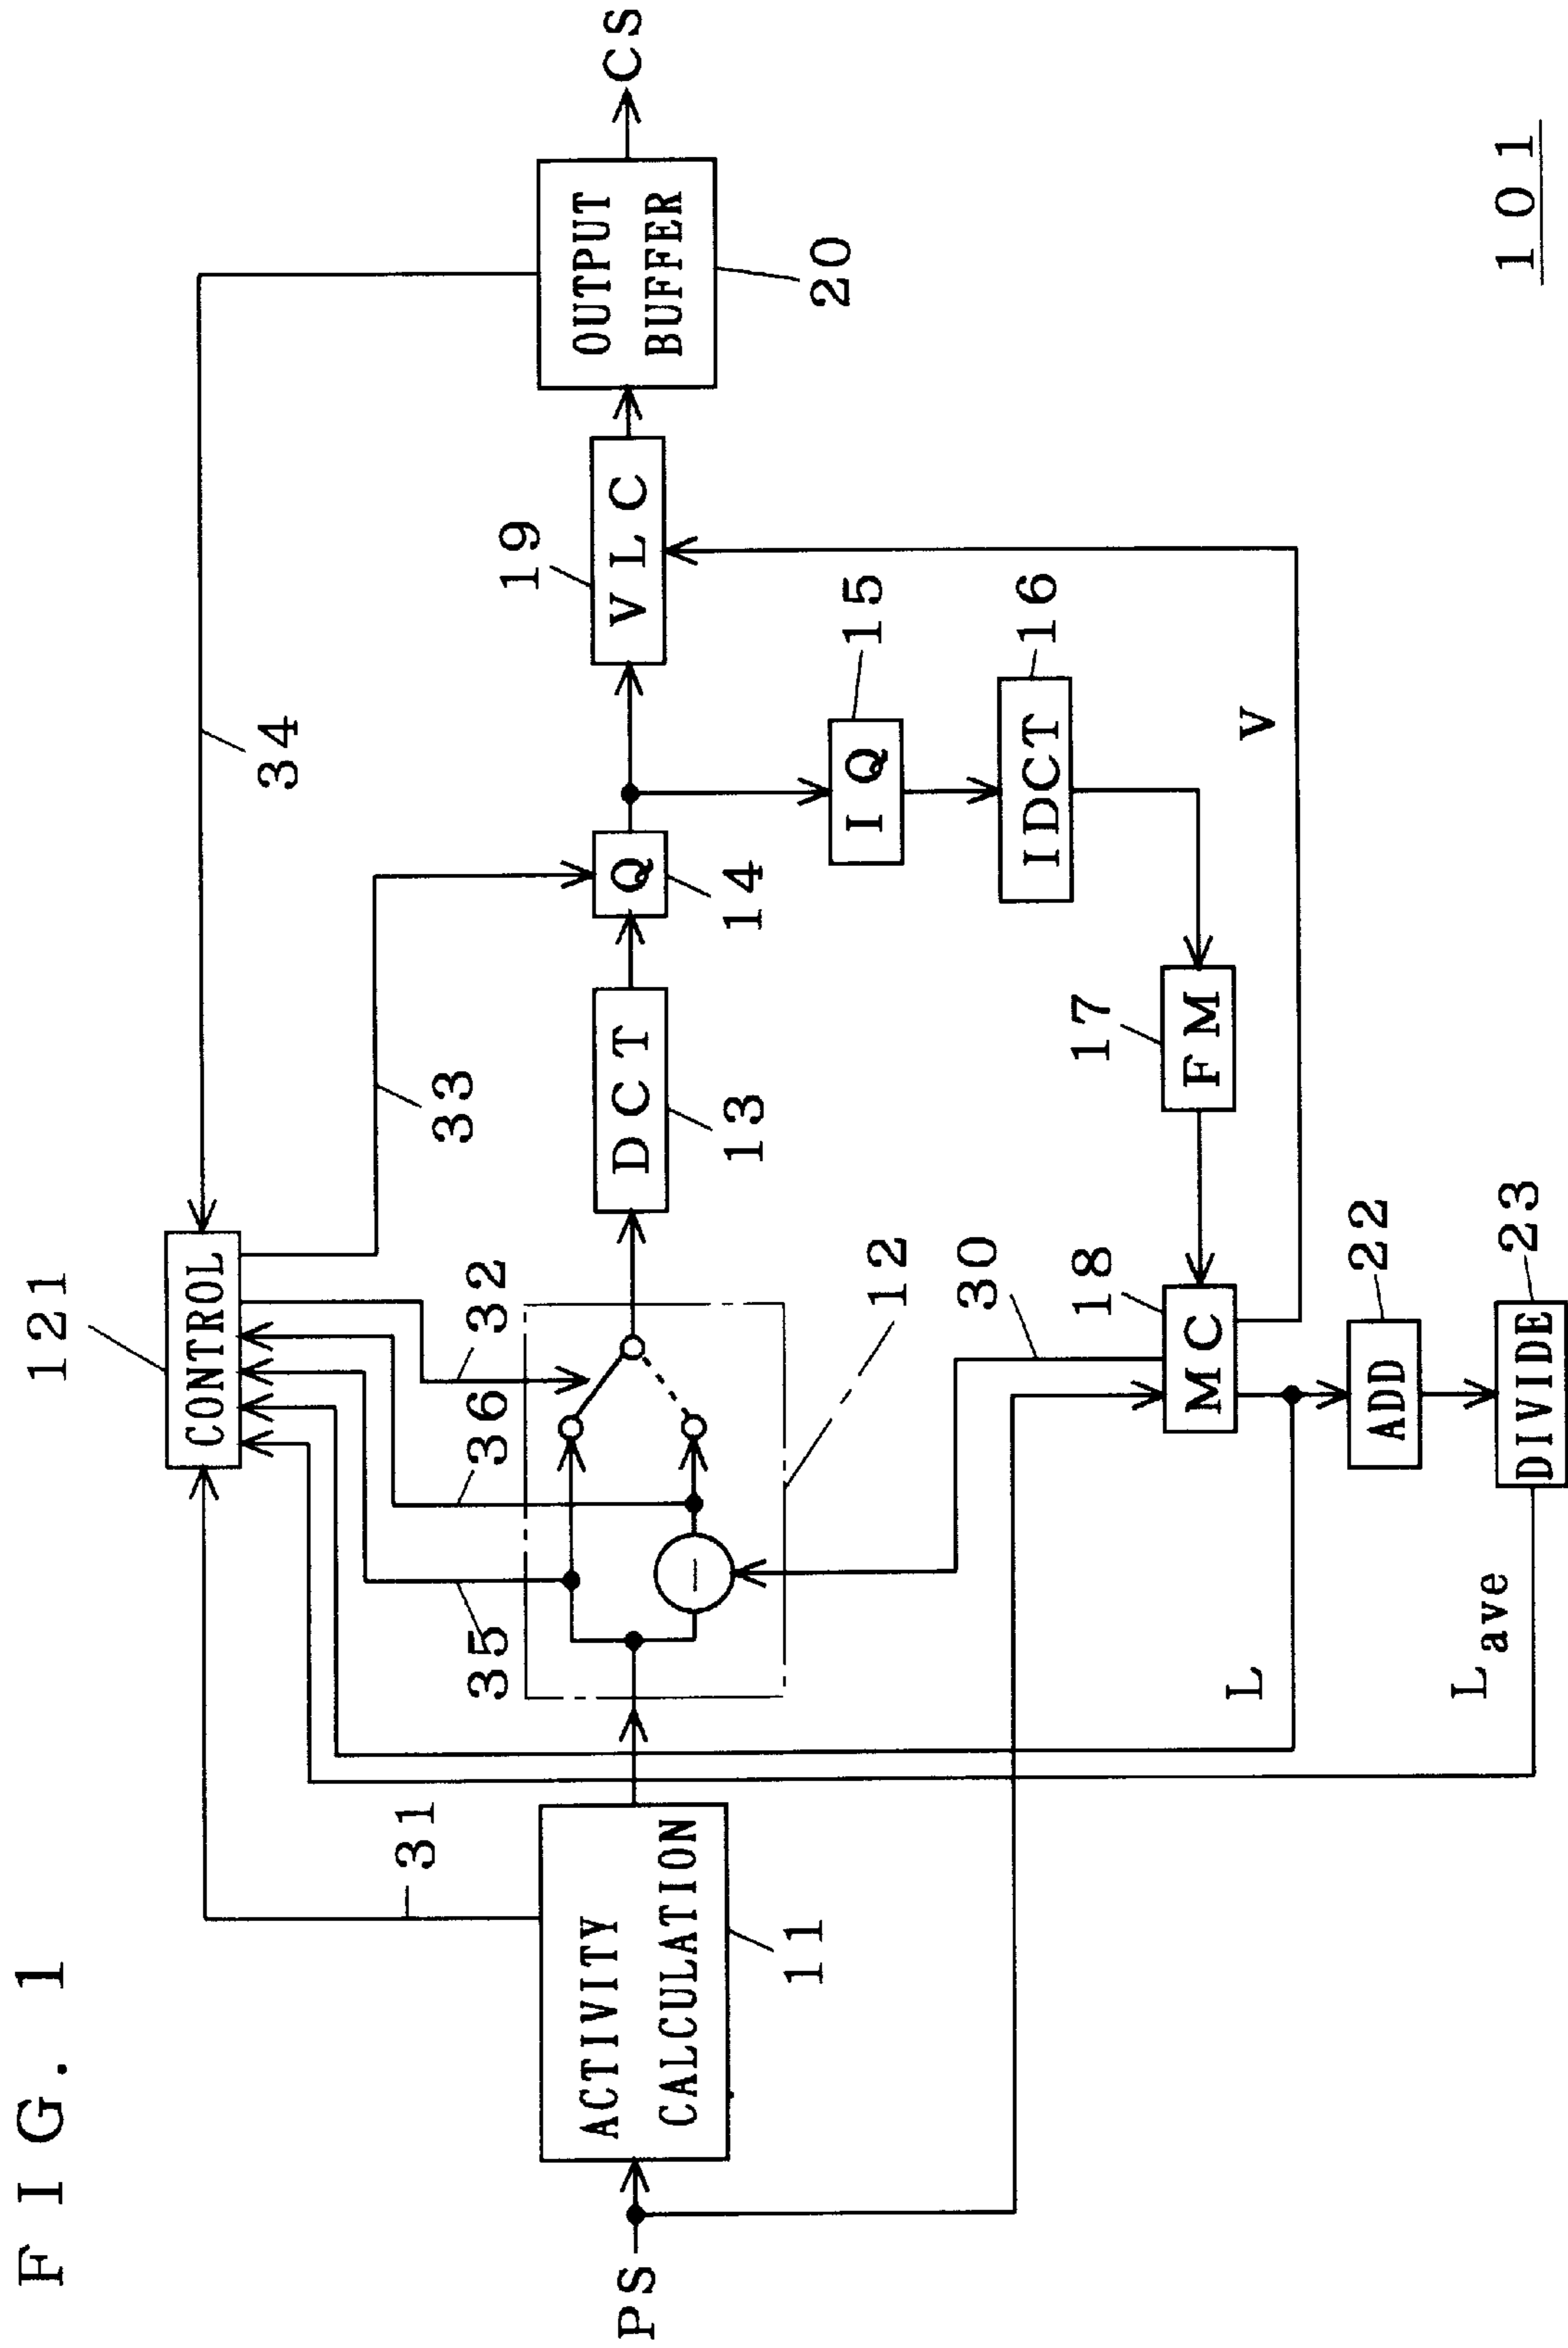 FIG. 1
121
CONTROL
34
33
32
36
35
31
PS
ACTIVITY
CALCULATION
11
12
DCT
13
Q
14
VLC
19
OUTPUT
BUFFER
20
CS
IQ
15
IDCT
16
FM
17
MC
18
30
V
L
ADD
22
DIVIDE
23
Lave
101